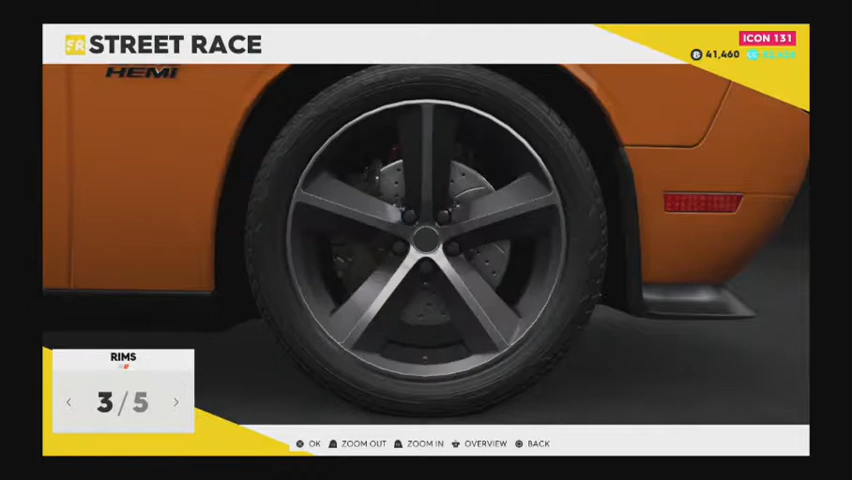 SR STREET RACE
ICON 131
41,460
HEMI
RIMS
3/5
OK ZOOM OUT ZOOM IN OVERVIEW BACK